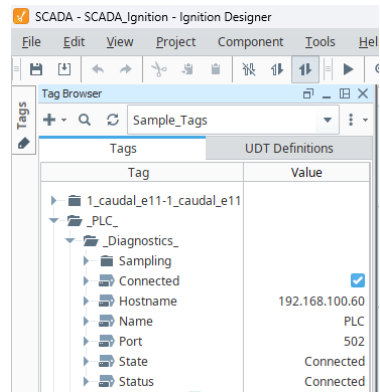 SCADA - SCADA_Ignition - Ignition Designer
File Edit View Project Component Tools Hel
Tag Browser
Tags
Sample_Tags
Tags UDT Definitions
Tag Value
1_caudal_e11-1_caudal_e11
_PLC_
_Diagnostics_
Sampling
Connected
Hostname 192.168.100.60
Name PLC
Port 502
State Connected
Status Connected